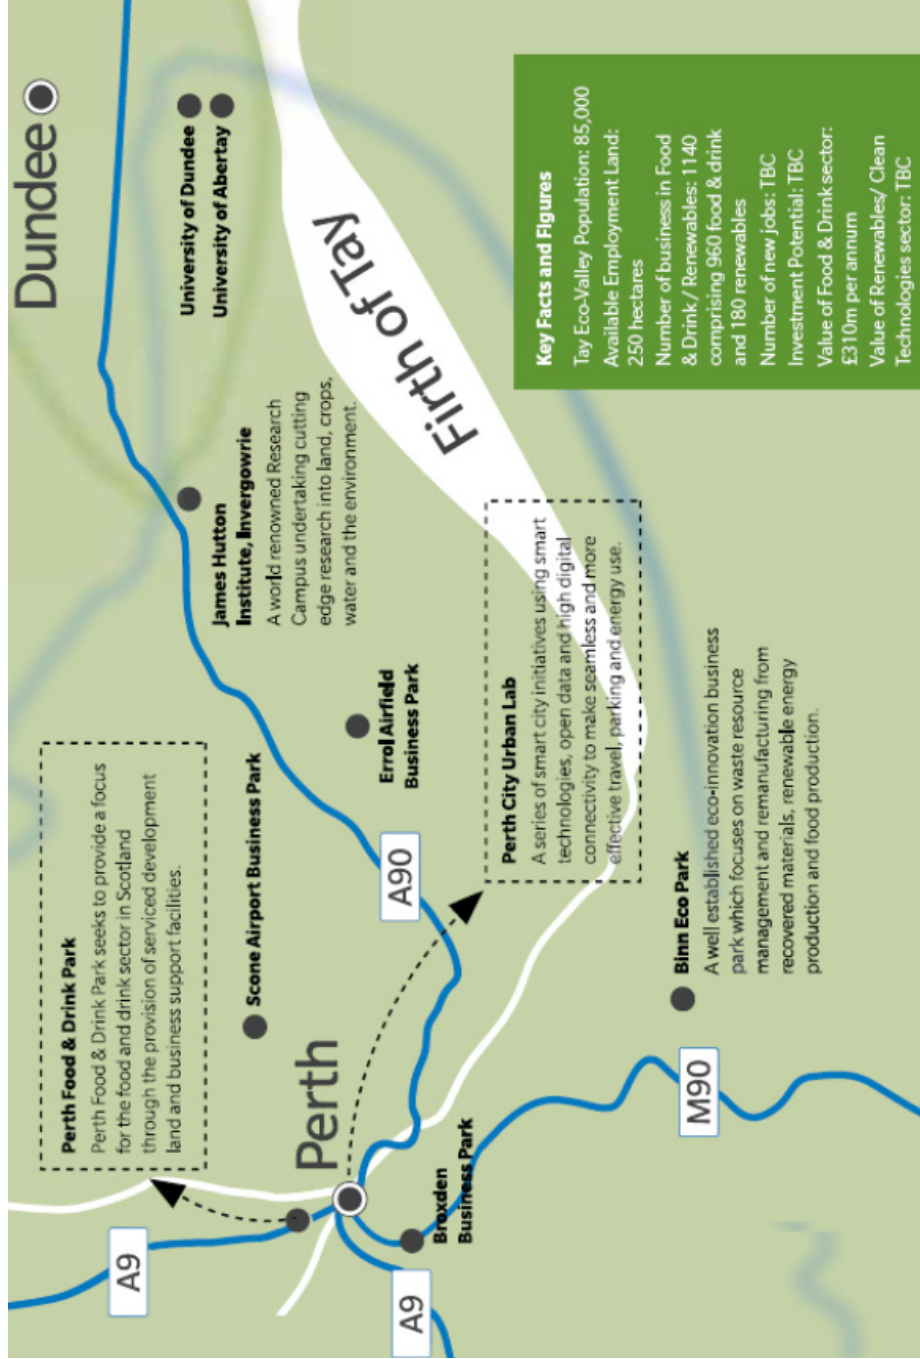 Dundee
University of Dundee
University of Abertay
Firth of Tay
James Hutton
Institute, Invergowrie
A world renowned Research
Campus undertaking cutting
edge research into land, crops,
water and the environment.
Errol Airfield
Business Park
Scone Airport Business Park
Perth Food & Drink Park
Perth Food & Drink Park seeks to provide a focus
for the food and drink sector in Scotland
through the provision of serviced development
land and business support facilities.
A90
Perth
A9
A9
Broxden
Business Park
M90
Perth City Urban Lab
A series of smart city initiatives using smart
technologies, open data and high digital
connectivity to make seamless and more
effective travel, parking and energy use.
Binn Eco Park
A well established eco-innovation business
park which focuses on waste resource
management and remanufacturing from
recovered materials, renewable energy
production and food production.
Key Facts and Figures
Tay Eco-Valley Population: 85,000
Available Employment Land:
250 hectares
Number of business in Food
& Drink / Renewables: 1140
comprising 960 food & drink
and 180 renewables
Number of new jobs: TBC
Investment Potential: TBC
Value of Food & Drink sector:
£310m per annum
Value of Renewables/ Clean
Technologies sector: TBC